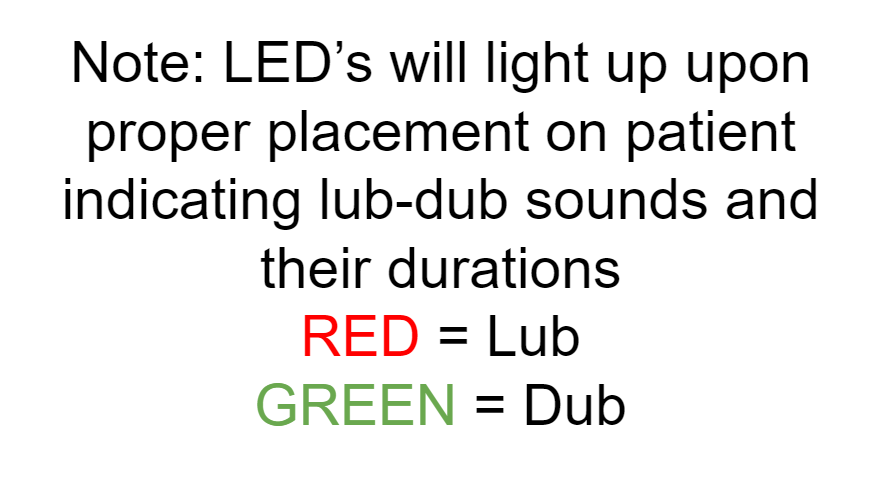 Note: LED’s will light up upon
proper placement on patient
indicating lub-dub sounds and
their durations
RED = Lub
GREEN = Dub